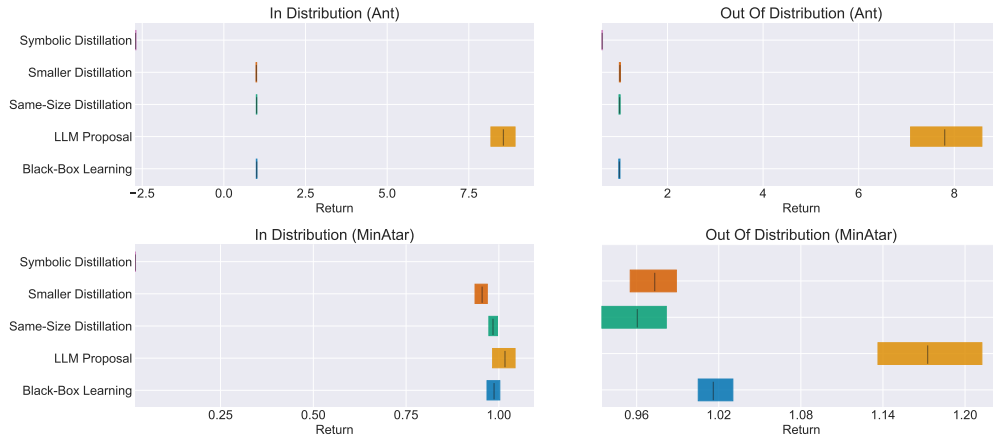 In Distribution (Ant)
Out Of Distribution (Ant)
Symbolic Distillation
Smaller Distillation
Same-Size Distillation
LLM Proposal
Black-Box Learning
−2.5 0.0 2.5 5.0 7.5
Return
2 4 6 8
Return
In Distribution (MinAtar)
Out Of Distribution (MinAtar)
Symbolic Distillation
Smaller Distillation
Same-Size Distillation
LLM Proposal
Black-Box Learning
0.25 0.50 0.75 1.00
Return
0.96 1.02 1.08 1.14 1.20
Return